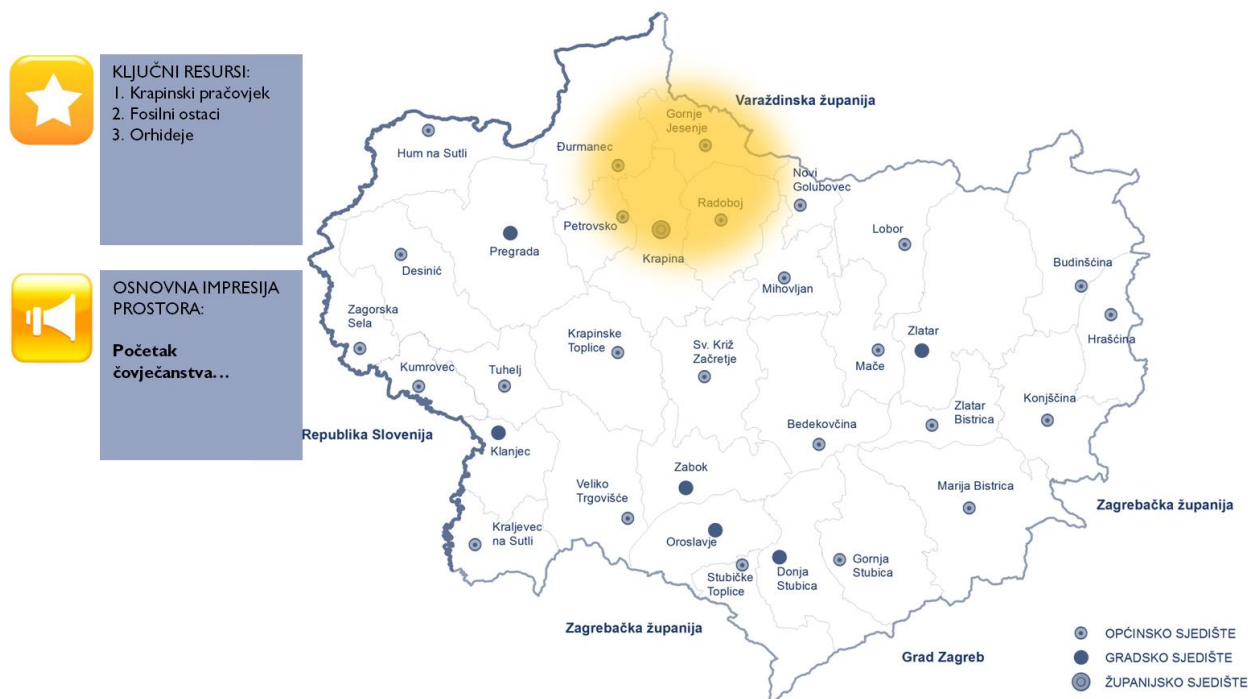 KLJUČNI RESURSI:
1. Krapinski pračovjek
2. Fosilni ostaci
3. Orhideje
OSNOVNA IMPRESIJA
PROSTORA:
Početak
čovječanstva…
Varaždinska županija
Gornje
Jesenje
Hum na Sutli
Đurmanec
Novi
Golubovec
Radoboj
Petrovsko
Krapina
Pregrada
Lobor
Desinić
Mihovljan
Budinšćina
Zagorska
Sela
Krapinske
Toplice
Sv. Križ
Začretje
Zlatar
Hrašćina
Mače
Kumrovec
Tuhelj
Zlatar
Bistrica
Konjščina
Bedekovčina
Republika Slovenija
Klanjec
Zabok
Veliko
Trgovišće
Marija Bistrica
Zagrebačka županija
Kraljevec
na Sutli
Oroslavje
Stubičke
Toplice
Donja
Stubica
Gornja
Stubica
Zagrebačka županija
Grad Zagreb
OPĆINSKO SJEDIŠTE
GRADSKO SJEDIŠTE
ŽUPANIJSKO SJEDIŠTE